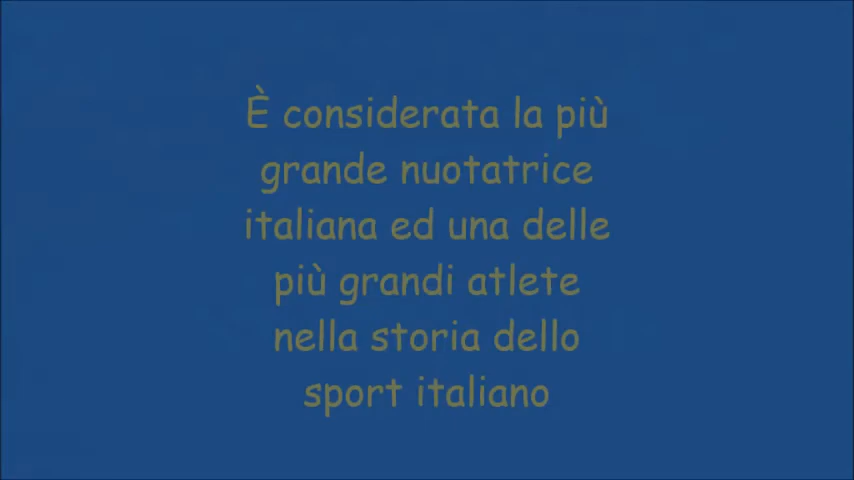 È considerata la più
grande nuotatrice
italiana ed una delle
più grandi atlete
nella storia dello
sport italiano